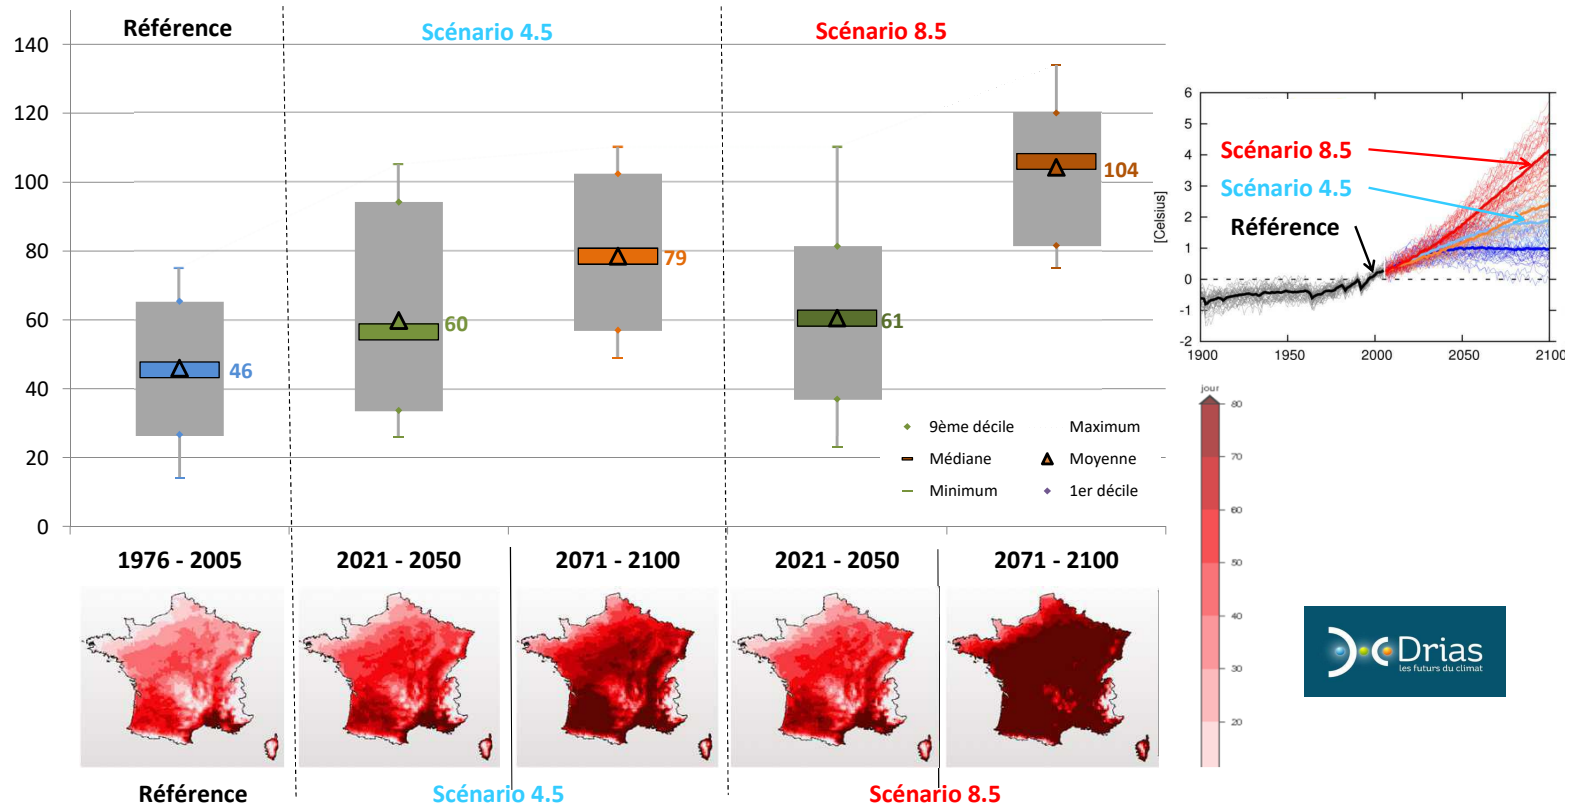 Référence
Scénario 4.5
Scénario 8.5
140
120
100
80
60
40
20
0
46
60
79
61
104
9ème décile
Maximum
Médiane
Moyenne
Minimum
1er décile
1976 - 2005
2021 - 2050
2071 - 2100
2021 - 2050
2071 - 2100
Référence
Scénario 4.5
Scénario 8.5
[Celsius]
6
5
4
3
2
1
0
-1
-2
1900
1950
2000
2050
2100
Scénario 8.5
Scénario 4.5
Référence
jour
80
70
60
50
40
30
20
Drias
les futurs du climat